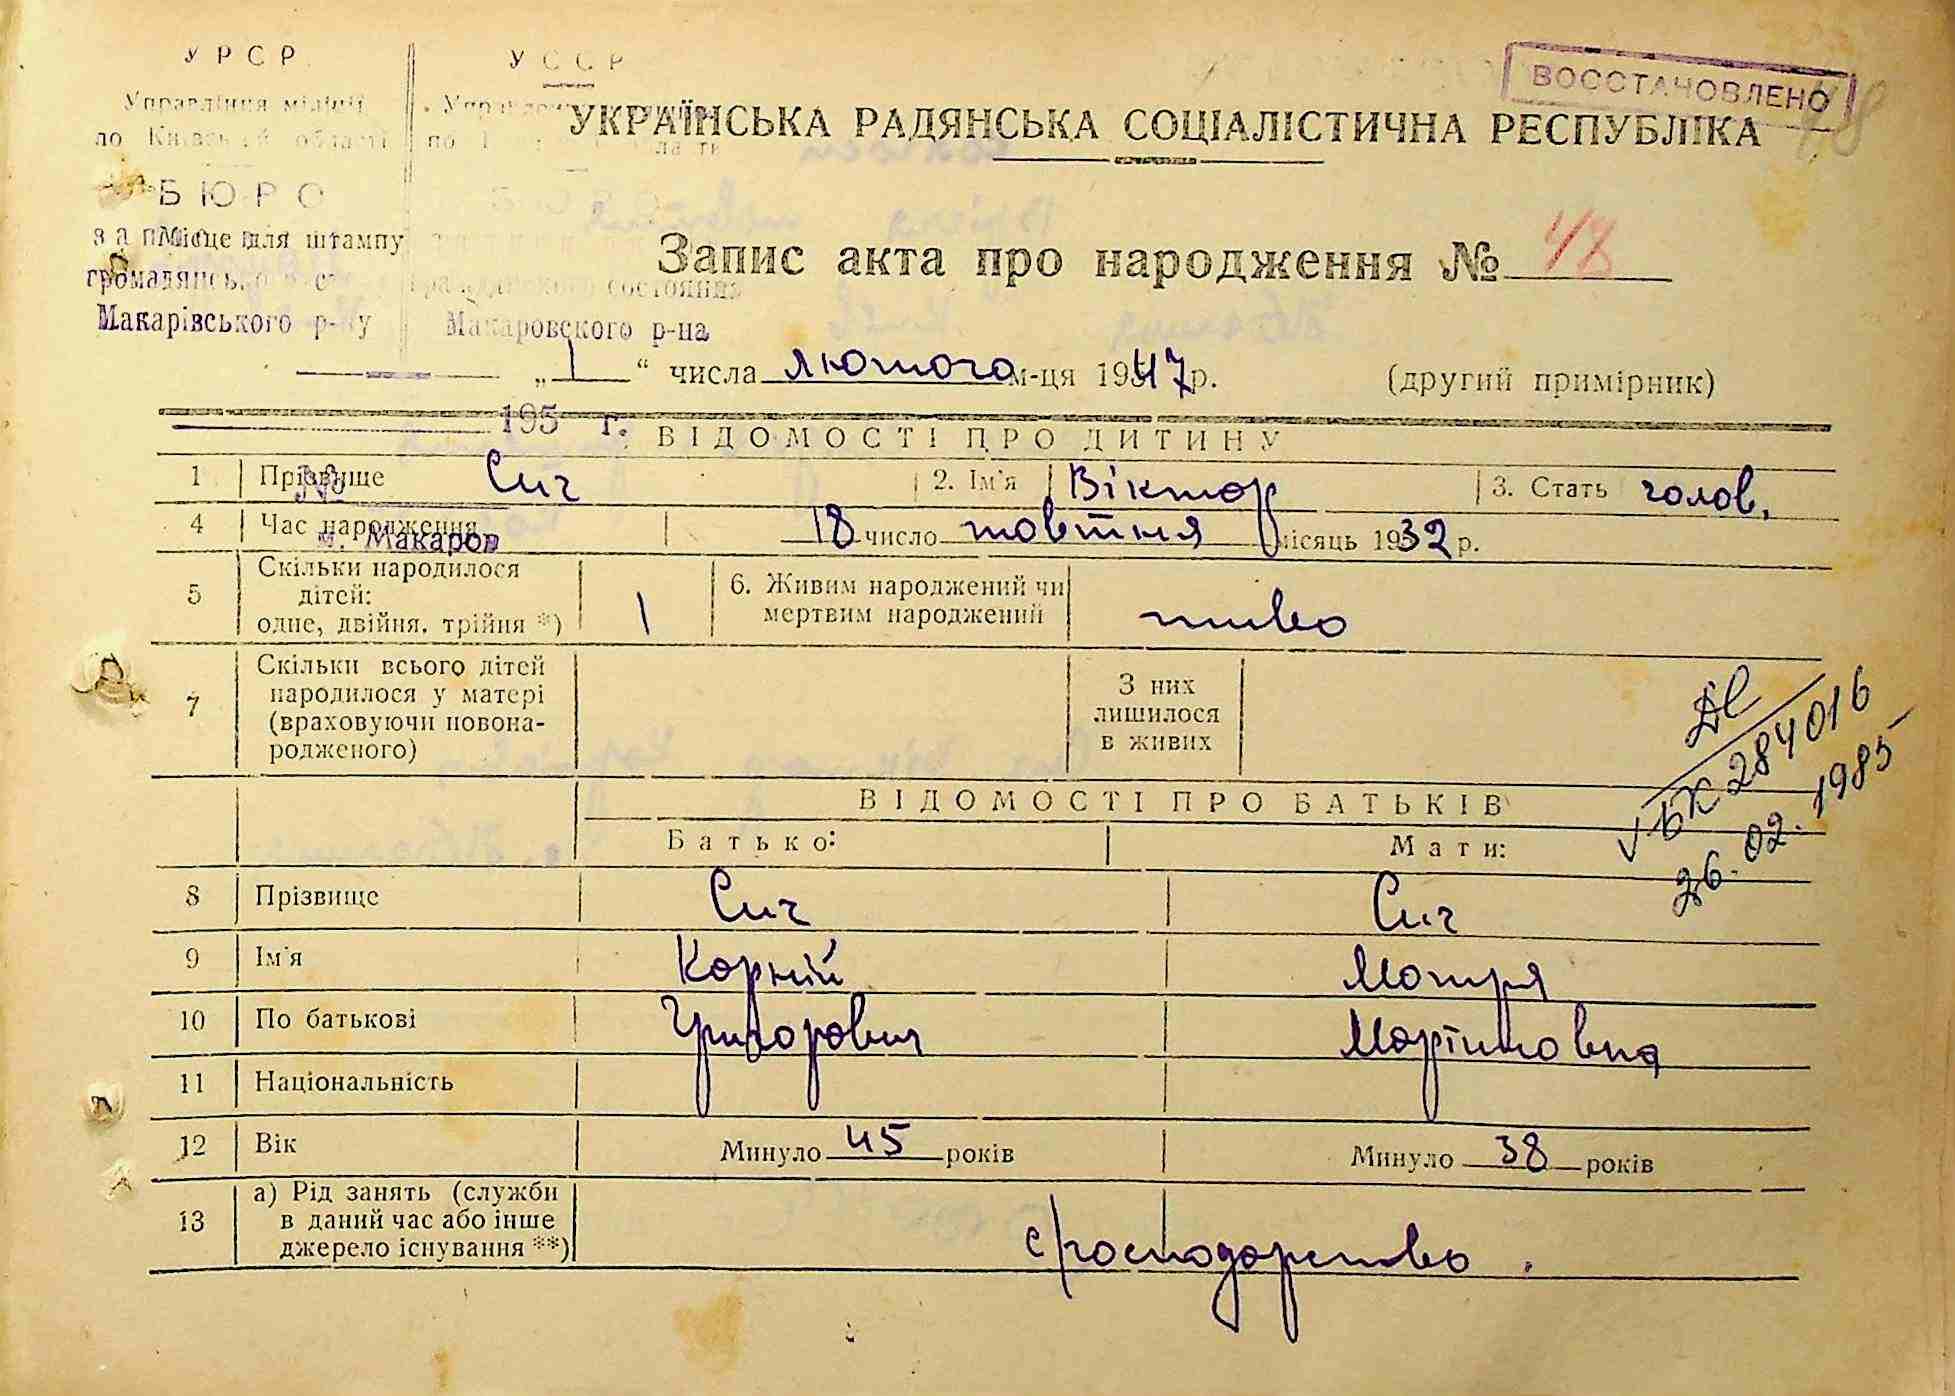 УРСР УССР
Управління міліції
по Київській області по
БЮРО
Місце для штампу
громадянського
Макарівського р-ну Макаровского р-на
195 г.
№
м. Макаров
ВОССТАНОВЛЕНО
УКРАЇНСЬКА РАДЯНСЬКА СОЦІАЛІСТИЧНА РЕСПУБЛІКА
Запис акта про народження № 48
„1“ числа лютого м-ця 1947 р. (другий примірник)
ВІДОМОСТІ ПРО ДИТИНУ
1 Прізвище Сич 2. Ім'я Віктор 3. Стать чолов.
4 Час народження 18 число жовтня місяць 1932 р.
5 Скільки народилося
дітей:
одне, двійня, трійня *) 1 6. Живим народжений чи
мертвим народжений живо
7 Скільки всього дітей
народилося у матері
(враховуючи новона-
родженого) З них
лишилося
в живих
ВК 284016
26.02.1985
ВІДОМОСТІ ПРО БАТЬКІВ
Батько: Мати:
8 Прізвище Сич Сич
9 Ім'я Корній Мотря
10 По батькові Григорович Мартиновна
11 Національність
12 Вік Минуло 45 років Минуло 38 років
13 а) Рід занять (служби
в даний час або інше
джерело існування **) с/господарство.